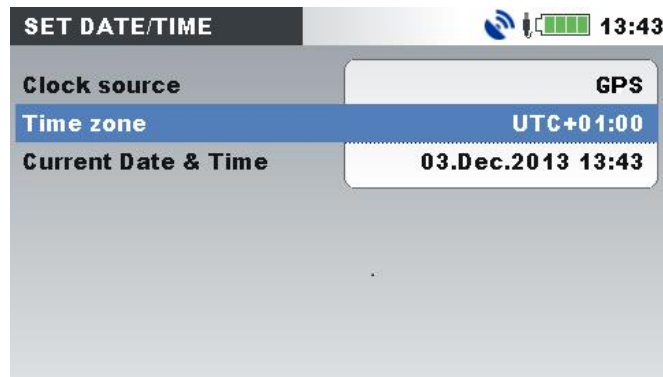 SET DATE/TIME 13:43
Clock source GPS
Time zone UTC+01:00
Current Date & Time 03.Dec.2013 13:43